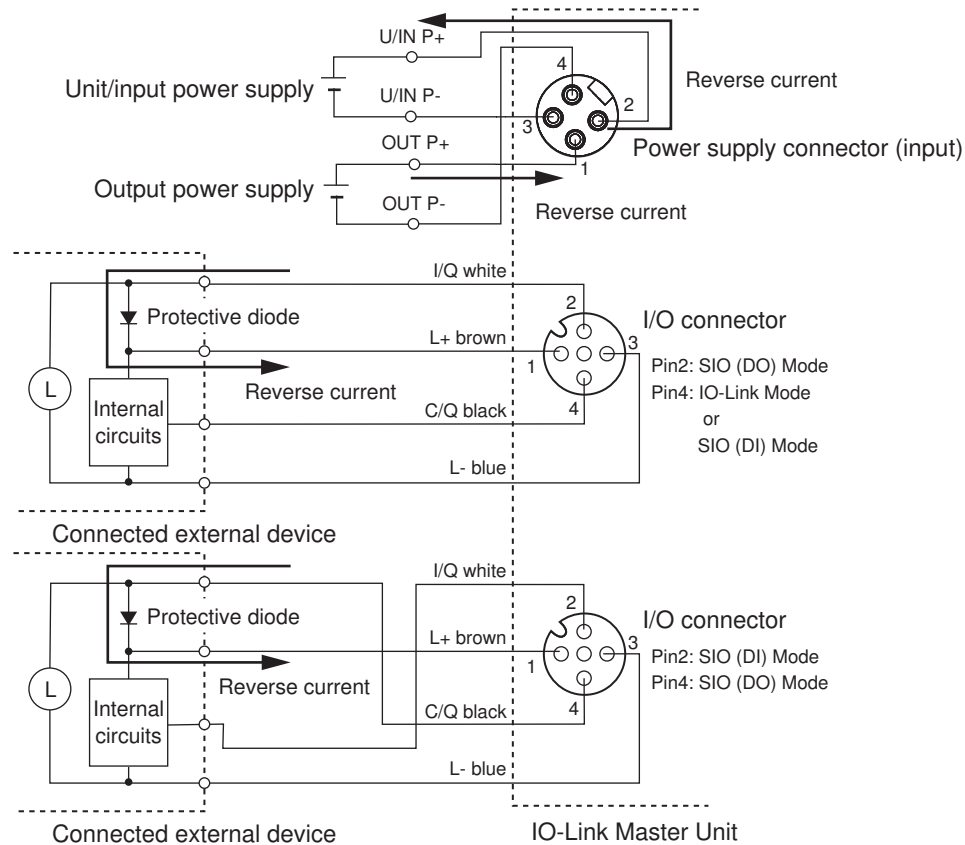 U/IN P+
4
Reverse current
Unit/input power supply
2
U/IN P-
3
OUT P+
Power supply connector (input)
1
Output power supply
OUT P-
Reverse current
I/Q white
2
I/O connector
Protective diode
L+ brown
3
1
Pin2: SIO (DO) Mode
Reverse current
Pin4: IO-Link Mode
L
Internal
circuits
C/Q black
4
or
SIO (DI) Mode
L- blue
Connected external device
I/Q white
2
Protective diode
I/O connector
L+ brown
3
1
Pin2: SIO (DI) Mode
Reverse current
Pin4: SIO (DO) Mode
L
Internal
circuits
C/Q black
4
L- blue
Connected external device
IO-Link Master Unit